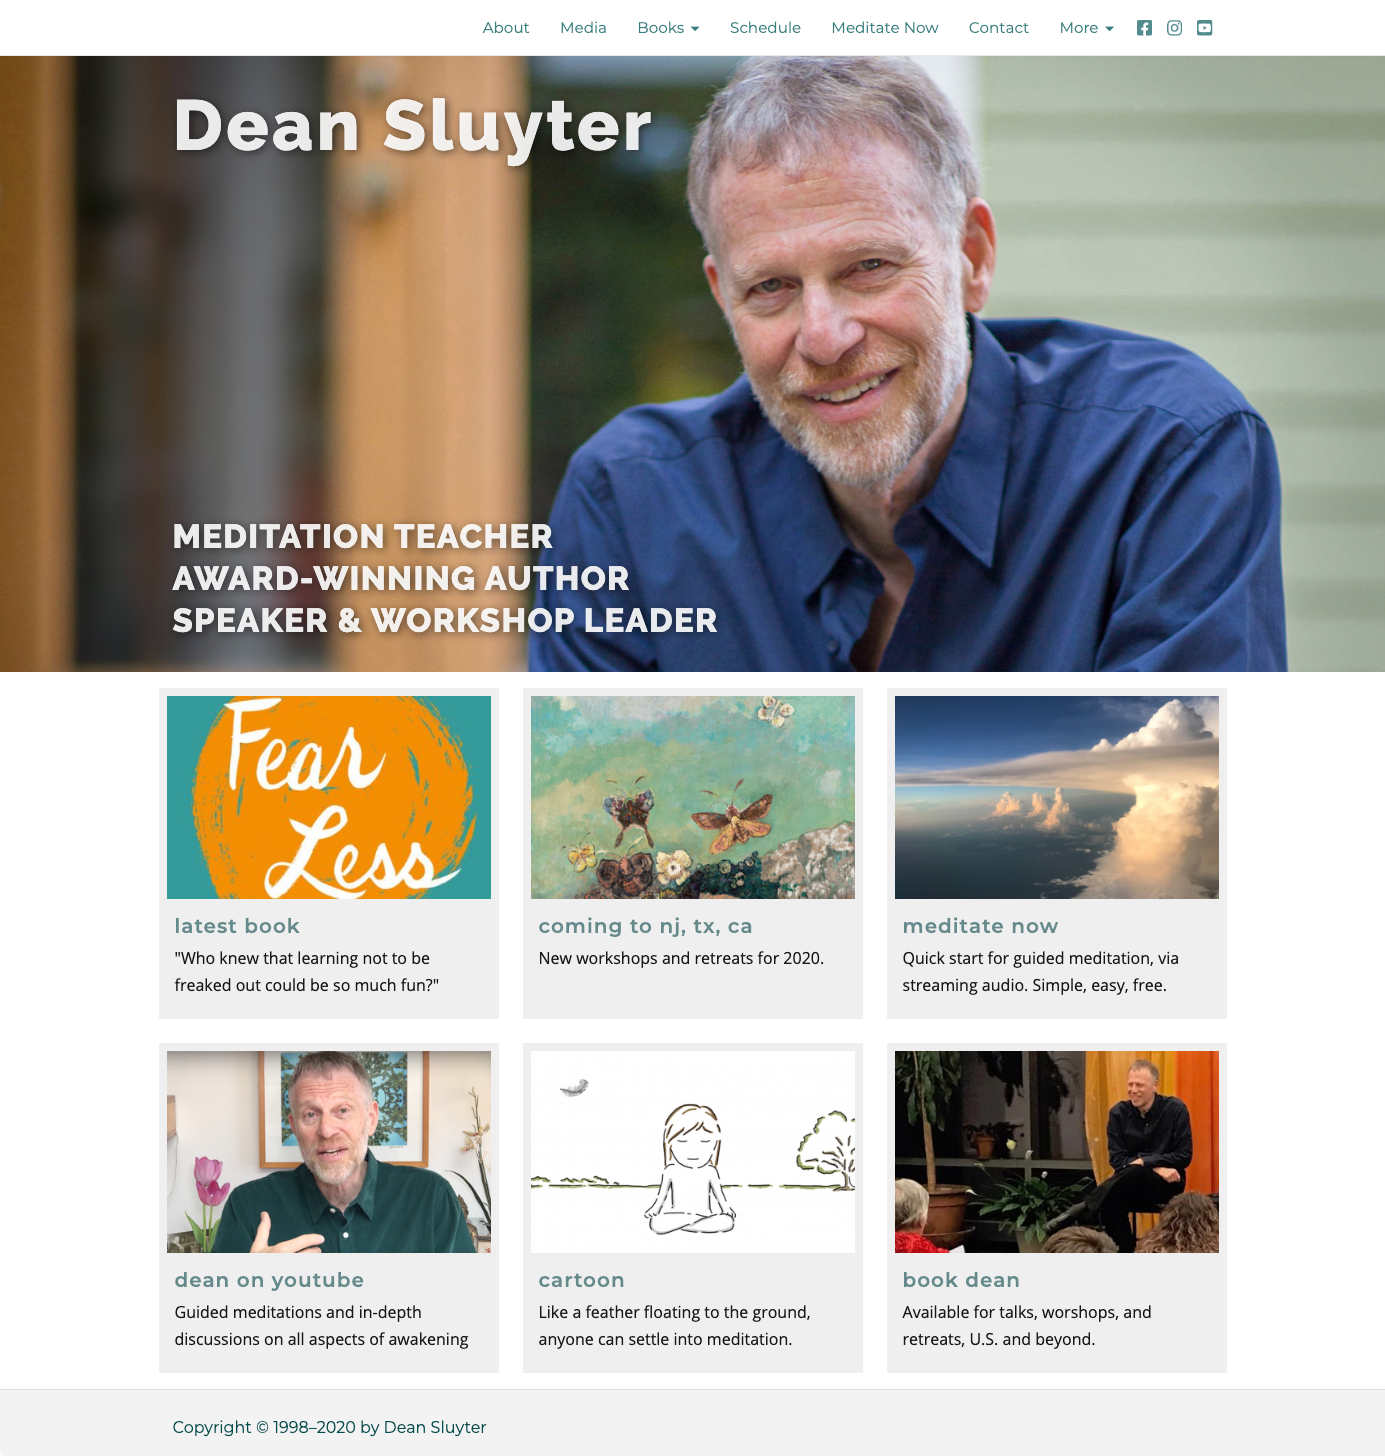 About Media Books Schedule Meditate Now Contact More
Dean Sluyter
MEDITATION TEACHER
AWARD-WINNING AUTHOR
SPEAKER & WORKSHOP LEADER
Fear
Less
latest book
"Who knew that learning not to be
freaked out could be so much fun?"
coming to nj, tx, ca
New workshops and retreats for 2020.
meditate now
Quick start for guided meditation, via
streaming audio. Simple, easy, free.
dean on youtube
Guided meditations and in-depth
discussions on all aspects of awakening
cartoon
Like a feather floating to the ground,
anyone can settle into meditation.
book dean
Available for talks, worshops, and
retreats, U.S. and beyond.
Copyright © 1998–2020 by Dean Sluyter